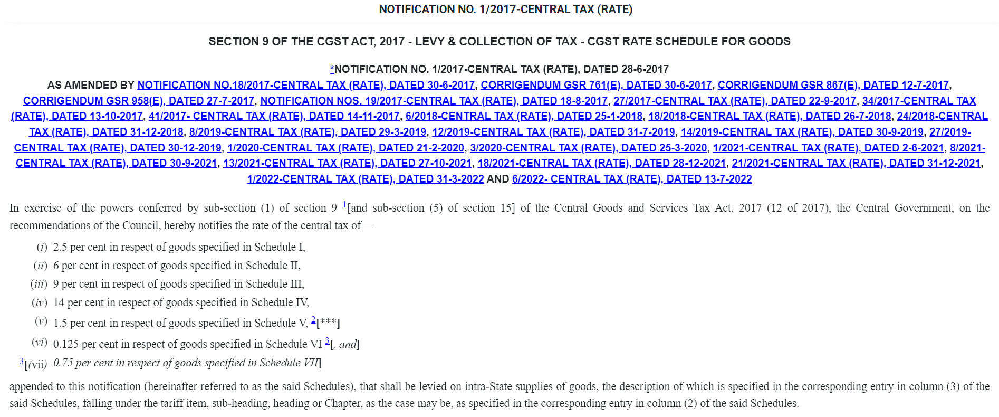 NOTIFICATION NO. 1/2017-CENTRAL TAX (RATE)
SECTION 9 OF THE CGST ACT, 2017 - LEVY & COLLECTION OF TAX - CGST RATE SCHEDULE FOR GOODS
*NOTIFICATION NO. 1/2017-CENTRAL TAX (RATE), DATED 28-6-2017
AS AMENDED BY NOTIFICATION NO.18/2017-CENTRAL TAX (RATE), DATED 30-6-2017, CORRIGENDUM GSR 761(E), DATED 30-6-2017, CORRIGENDUM GSR 867(E), DATED 12-7-2017,
CORRIGENDUM GSR 958(E), DATED 27-7-2017, NOTIFICATION NOS. 19/2017-CENTRAL TAX (RATE), DATED 18-8-2017, 27/2017-CENTRAL TAX (RATE), DATED 22-9-2017, 34/2017-CENTRAL TAX
(RATE), DATED 13-10-2017, 41/2017- CENTRAL TAX (RATE), DATED 14-11-2017, 6/2018-CENTRAL TAX (RATE), DATED 25-1-2018, 18/2018-CENTRAL TAX (RATE), DATED 26-7-2018, 24/2018-CENTRAL
TAX (RATE), DATED 31-12-2018, 8/2019-CENTRAL TAX (RATE), DATED 29-3-2019, 12/2019-CENTRAL TAX (RATE), DATED 31-7-2019, 14/2019-CENTRAL TAX (RATE), DATED 30-9-2019, 27/2019-
CENTRAL TAX (RATE), DATED 30-12-2019, 1/2020-CENTRAL TAX (RATE), DATED 21-2-2020, 3/2020-CENTRAL TAX (RATE), DATED 25-3-2020, 1/2021-CENTRAL TAX (RATE), DATED 2-6-2021, 8/2021-
CENTRAL TAX (RATE), DATED 30-9-2021, 13/2021-CENTRAL TAX (RATE), DATED 27-10-2021, 18/2021-CENTRAL TAX (RATE), DATED 28-12-2021, 21/2021-CENTRAL TAX (RATE), DATED 31-12-2021,
1/2022-CENTRAL TAX (RATE), DATED 31-3-2022 AND 6/2022- CENTRAL TAX (RATE), DATED 13-7-2022
In exercise of the powers conferred by sub-section (1) of section 9 1[and sub-section (5) of section 15] of the Central Goods and Services Tax Act, 2017 (12 of 2017), the Central Government, on the
recommendations of the Council, hereby notifies the rate of the central tax of—
(i) 2.5 per cent in respect of goods specified in Schedule I,
(ii) 6 per cent in respect of goods specified in Schedule II,
(iii) 9 per cent in respect of goods specified in Schedule III,
(iv) 14 per cent in respect of goods specified in Schedule IV,
(v) 1.5 per cent in respect of goods specified in Schedule V, 2[***]
(vi) 0.125 per cent in respect of goods specified in Schedule VI 3[, and]
3[(vii) 0.75 per cent in respect of goods specified in Schedule VII]
appended to this notification (hereinafter referred to as the said Schedules), that shall be levied on intra-State supplies of goods, the description of which is specified in the corresponding entry in column (3) of the
said Schedules, falling under the tariff item, sub-heading, heading or Chapter, as the case may be, as specified in the corresponding entry in column (2) of the said Schedules.